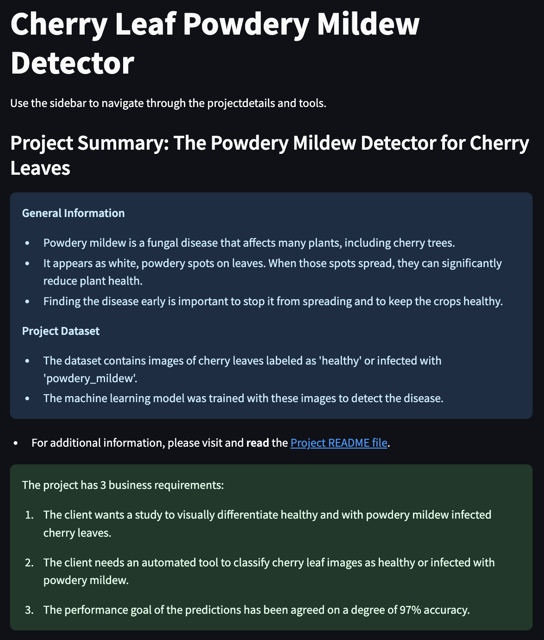 Cherry Leaf Powdery Mildew
Detector
Use the sidebar to navigate through the projectdetails and tools.
Project Summary: The Powdery Mildew Detector for Cherry
Leaves
General Information
• Powdery mildew is a fungal disease that affects many plants, including cherry trees.
• It appears as white, powdery spots on leaves. When those spots spread, they can significantly
reduce plant health.
• Finding the disease early is important to stop it from spreading and to keep the crops healthy.
Project Dataset
• The dataset contains images of cherry leaves labeled as 'healthy' or infected with
'powdery_mildew'.
• The machine learning model was trained with these images to detect the disease.
• For additional information, please visit and read the Project README file.
The project has 3 business requirements:
1. The client wants a study to visually differentiate healthy and with powdery mildew infected
cherry leaves.
2. The client needs an automated tool to classify cherry leaf images as healthy or infected with
powdery mildew.
3. The performance goal of the predictions has been agreed on a degree of 97% accuracy.